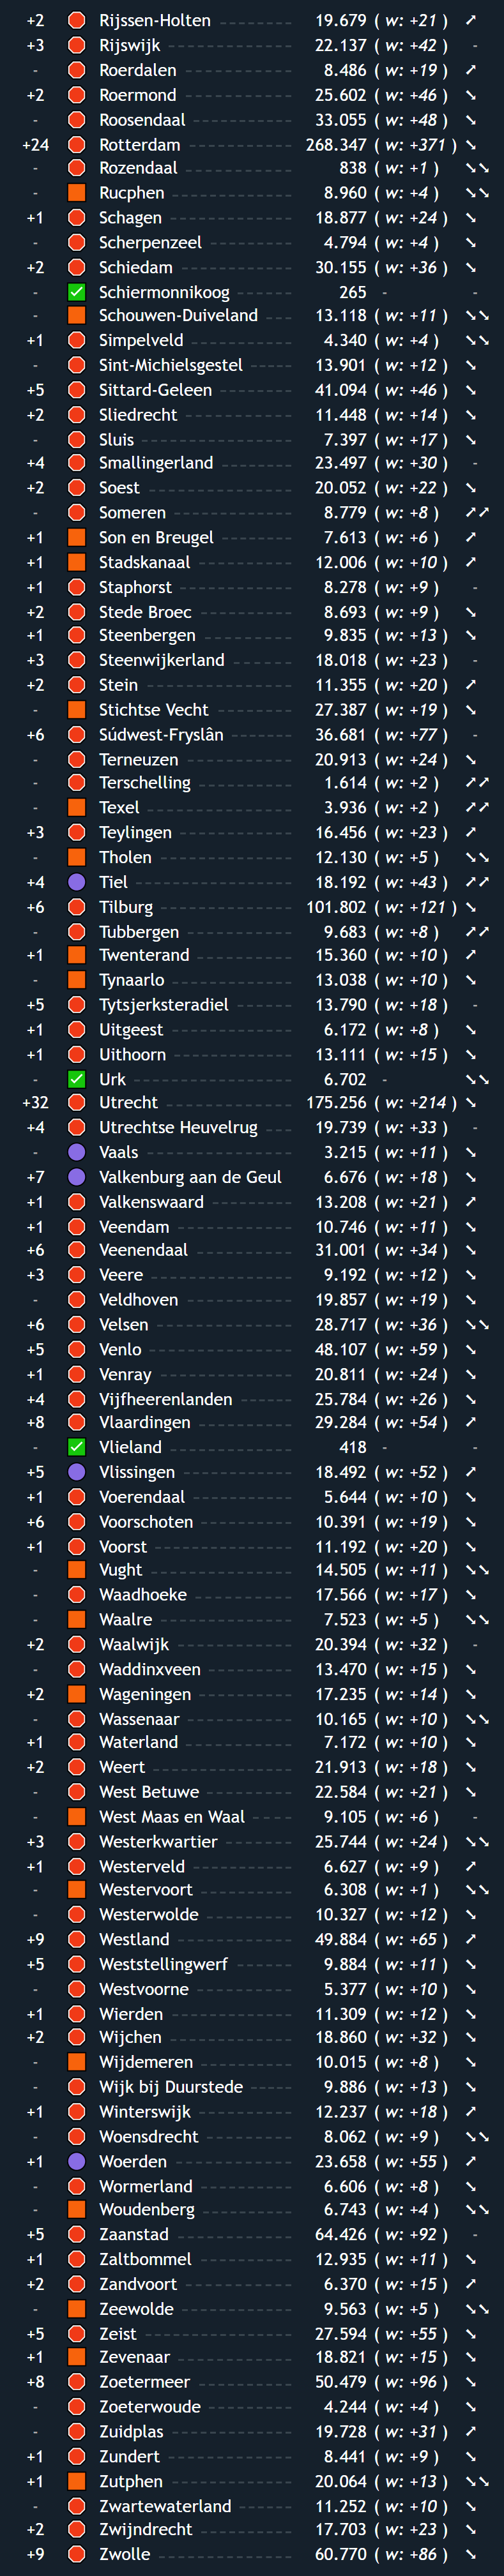 +2 Rijssen-Holten 19.679 ( w: +21 ) ➚
+3 Rijswijk 22.137 ( w: +42 ) -
- Roerdalen 8.486 ( w: +19 ) ➚
+2 Roermond 25.602 ( w: +46 ) ➘
- Roosendaal 33.055 ( w: +48 ) ➘
+24 Rotterdam 268.347 ( w: +371 ) ➘
- Rozendaal 838 ( w: +1 ) ➘➘
- Rucphen 8.960 ( w: +4 ) ➘➘
+1 Schagen 18.877 ( w: +24 ) ➘
- Scherpenzeel 4.794 ( w: +4 ) ➘
+2 Schiedam 30.155 ( w: +36 ) ➘
- Schiermonnikoog 265 - -
- Schouwen-Duiveland 13.118 ( w: +11 ) ➘➘
+1 Simpelveld 4.340 ( w: +4 ) ➘➘
- Sint-Michielsgestel 13.901 ( w: +12 ) ➘
+5 Sittard-Geleen 41.094 ( w: +46 ) ➘
+2 Sliedrecht 11.448 ( w: +14 ) ➘
- Sluis 7.397 ( w: +17 ) ➘
+4 Smallingerland 23.497 ( w: +30 ) -
+2 Soest 20.052 ( w: +22 ) ➘
- Someren 8.779 ( w: +8 ) ➚➚
+1 Son en Breugel 7.613 ( w: +6 ) ➚
+1 Stadskanaal 12.006 ( w: +10 ) ➚
+1 Staphorst 8.278 ( w: +9 ) -
+2 Stede Broec 8.693 ( w: +9 ) ➘
+1 Steenbergen 9.835 ( w: +13 ) ➘
+3 Steenwijkerland 18.018 ( w: +23 ) -
+2 Stein 11.355 ( w: +20 ) ➚
- Stichtse Vecht 27.387 ( w: +19 ) ➘
+6 Súdwest-Fryslân 36.681 ( w: +77 ) -
- Terneuzen 20.913 ( w: +24 ) ➘
- Terschelling 1.614 ( w: +2 ) ➚➚
- Texel 3.936 ( w: +2 ) ➚➚
+3 Teylingen 16.456 ( w: +23 ) ➚
- Tholen 12.130 ( w: +5 ) ➘➘
+4 Tiel 18.192 ( w: +43 ) ➚➚
+6 Tilburg 101.802 ( w: +121 ) ➘
- Tubbergen 9.683 ( w: +8 ) ➚➚
+1 Twenterand 15.360 ( w: +10 ) ➚
- Tynaarlo 13.038 ( w: +10 ) ➘
+5 Tytsjerksteradiel 13.790 ( w: +18 ) -
+1 Uitgeest 6.172 ( w: +8 ) ➘
+1 Uithoorn 13.111 ( w: +15 ) ➘
- Urk 6.702 - ➘➘
+32 Utrecht 175.256 ( w: +214 ) ➘
+4 Utrechtse Heuvelrug 19.739 ( w: +33 ) -
- Vaals 3.215 ( w: +11 ) ➘
+7 Valkenburg aan de Geul 6.676 ( w: +18 ) ➘
+1 Valkenswaard 13.208 ( w: +21 ) ➚
+1 Veendam 10.746 ( w: +11 ) ➘
+6 Veenendaal 31.001 ( w: +34 ) ➘
+3 Veere 9.192 ( w: +12 ) ➘
- Veldhoven 19.857 ( w: +19 ) ➘
+6 Velsen 28.717 ( w: +36 ) ➘➘
+5 Venlo 48.107 ( w: +59 ) ➘
+1 Venray 20.811 ( w: +24 ) ➘
+4 Vijfheerenlanden 25.784 ( w: +26 ) ➘
+8 Vlaardingen 29.284 ( w: +54 ) ➚
- Vlieland 418 - -
+5 Vlissingen 18.492 ( w: +52 ) ➚
+1 Voerendaal 5.644 ( w: +10 ) ➘
+6 Voorschoten 10.391 ( w: +19 ) ➘
+1 Voorst 11.192 ( w: +20 ) ➘
- Vught 14.505 ( w: +11 ) ➘➘
- Waadhoeke 17.566 ( w: +17 ) ➘
- Waalre 7.523 ( w: +5 ) ➘➘
+2 Waalwijk 20.394 ( w: +32 ) -
- Waddinxveen 13.470 ( w: +15 ) ➘
+2 Wageningen 17.235 ( w: +14 ) ➘
- Wassenaar 10.165 ( w: +10 ) ➘➘
+1 Waterland 7.172 ( w: +10 ) ➘
+2 Weert 21.913 ( w: +18 ) ➘
- West Betuwe 22.584 ( w: +21 ) ➘
- West Maas en Waal 9.105 ( w: +6 ) -
+3 Westerkwartier 25.744 ( w: +24 ) ➘➘
+1 Westerveld 6.627 ( w: +9 ) ➚
- Westervoort 6.308 ( w: +1 ) ➘➘
- Westerwolde 10.327 ( w: +12 ) ➘
+9 Westland 49.884 ( w: +65 ) ➚
+5 Weststellingwerf 9.884 ( w: +11 ) ➘
- Westvoorne 5.377 ( w: +10 ) ➘
+1 Wierden 11.309 ( w: +12 ) ➘
+2 Wijchen 18.860 ( w: +32 ) ➘
- Wijdemeren 10.015 ( w: +8 ) ➘
- Wijk bij Duurstede 9.886 ( w: +13 ) ➘
+1 Winterswijk 12.237 ( w: +18 ) ➚
- Woensdrecht 8.062 ( w: +9 ) ➘➘
+1 Woerden 23.658 ( w: +55 ) ➚
- Wormerland 6.606 ( w: +8 ) ➘
- Woudenberg 6.743 ( w: +4 ) ➘➘
+5 Zaanstad 64.426 ( w: +92 ) -
+1 Zaltbommel 12.935 ( w: +11 ) ➘
+2 Zandvoort 6.370 ( w: +15 ) ➚
- Zeewolde 9.563 ( w: +5 ) ➘➘
+5 Zeist 27.594 ( w: +55 ) ➘
+1 Zevenaar 18.821 ( w: +15 ) ➘
+8 Zoetermeer 50.479 ( w: +96 ) ➘
- Zoeterwoude 4.244 ( w: +4 ) ➘
- Zuidplas 19.728 ( w: +31 ) ➚
+1 Zundert 8.441 ( w: +9 ) ➘
+1 Zutphen 20.064 ( w: +13 ) ➘➘
- Zwartewaterland 11.252 ( w: +10 ) ➘
+2 Zwijndrecht 17.703 ( w: +23 ) ➘
+9 Zwolle 60.770 ( w: +86 ) ➘